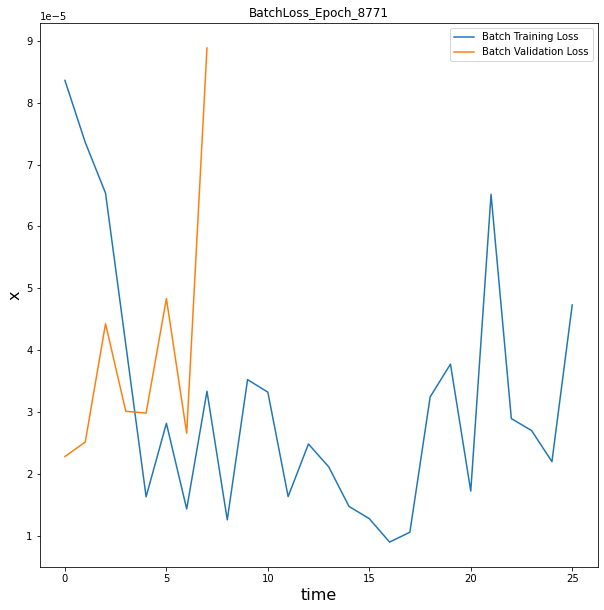 BatchLoss_Epoch_8771
1e−5
Batch Training Loss
Batch Validation Loss
9
8
7
6
5
4
3
2
1
x
0 5 10 15 20 25
time